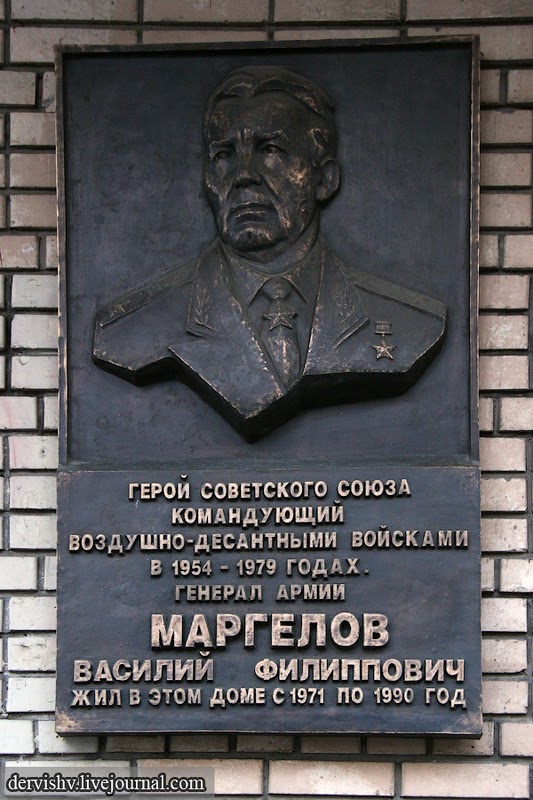 ГЕРОЙ СОВЕТСКОГО СОЮЗА
КОМАНДУЮЩИЙ
ВОЗДУШНО-ДЕСАНТНЫМИ ВОЙСКАМИ
В 1954 - 1979 ГОДАХ.
ГЕНЕРАЛ АРМИИ
МАРГЕЛОВ
ВАСИЛИЙ ФИЛИППОВИЧ
ЖИЛ В ЭТОМ ДОМЕ С 1971 ПО 1990 ГОД
dervishv.livejournal.com